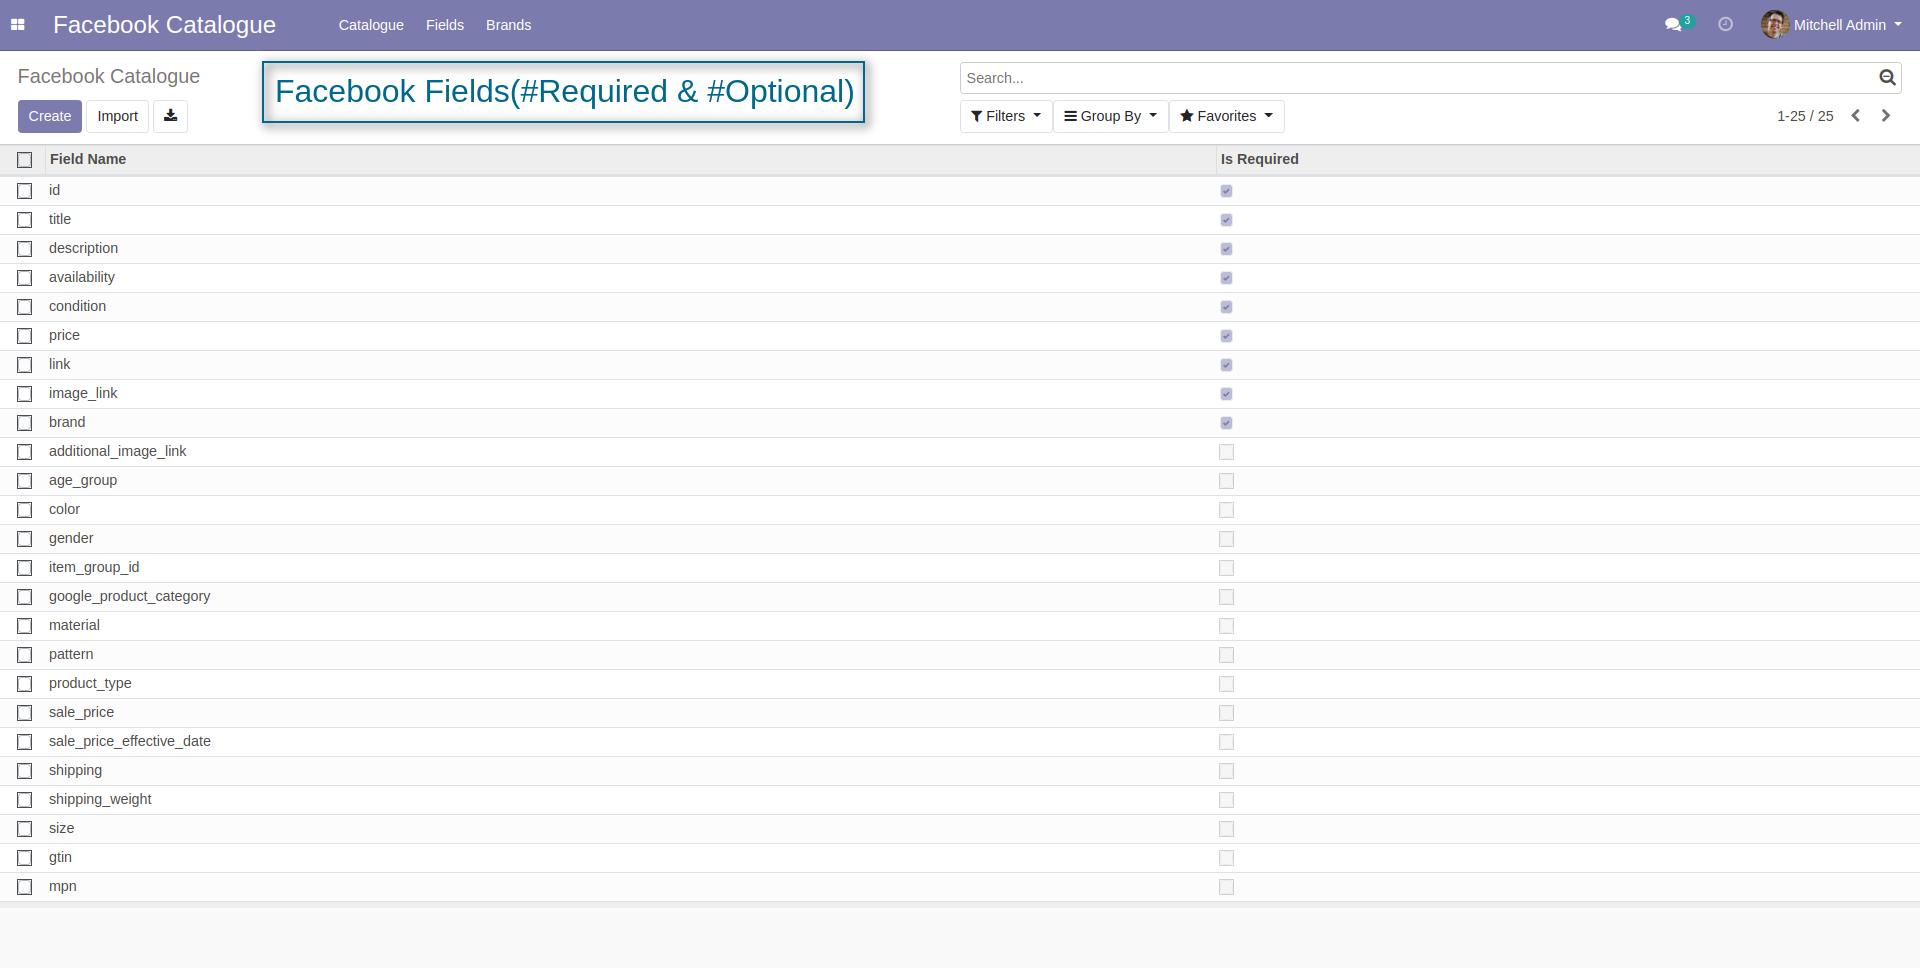 Facebook Catalogue Catalogue Fields Brands 3 Mitchell Admin
Facebook Catalogue
Facebook Fields(#Required & #Optional)
Search...
Create Import
Filters Group By Favorites 1-25 / 25
Field Name Is Required
id
title
description
availability
condition
price
link
image_link
brand
additional_image_link
age_group
color
gender
item_group_id
google_product_category
material
pattern
product_type
sale_price
sale_price_effective_date
shipping
shipping_weight
size
gtin
mpn